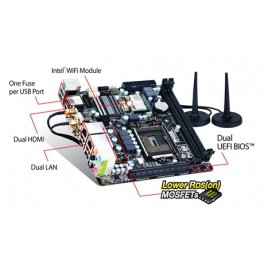 Intel® WiFi Module
One Fuse
per USB Port
Dual HDMI
Dual LAN
Dual
UEFI BIOS™
Lower Rds(on)
MOSFETs